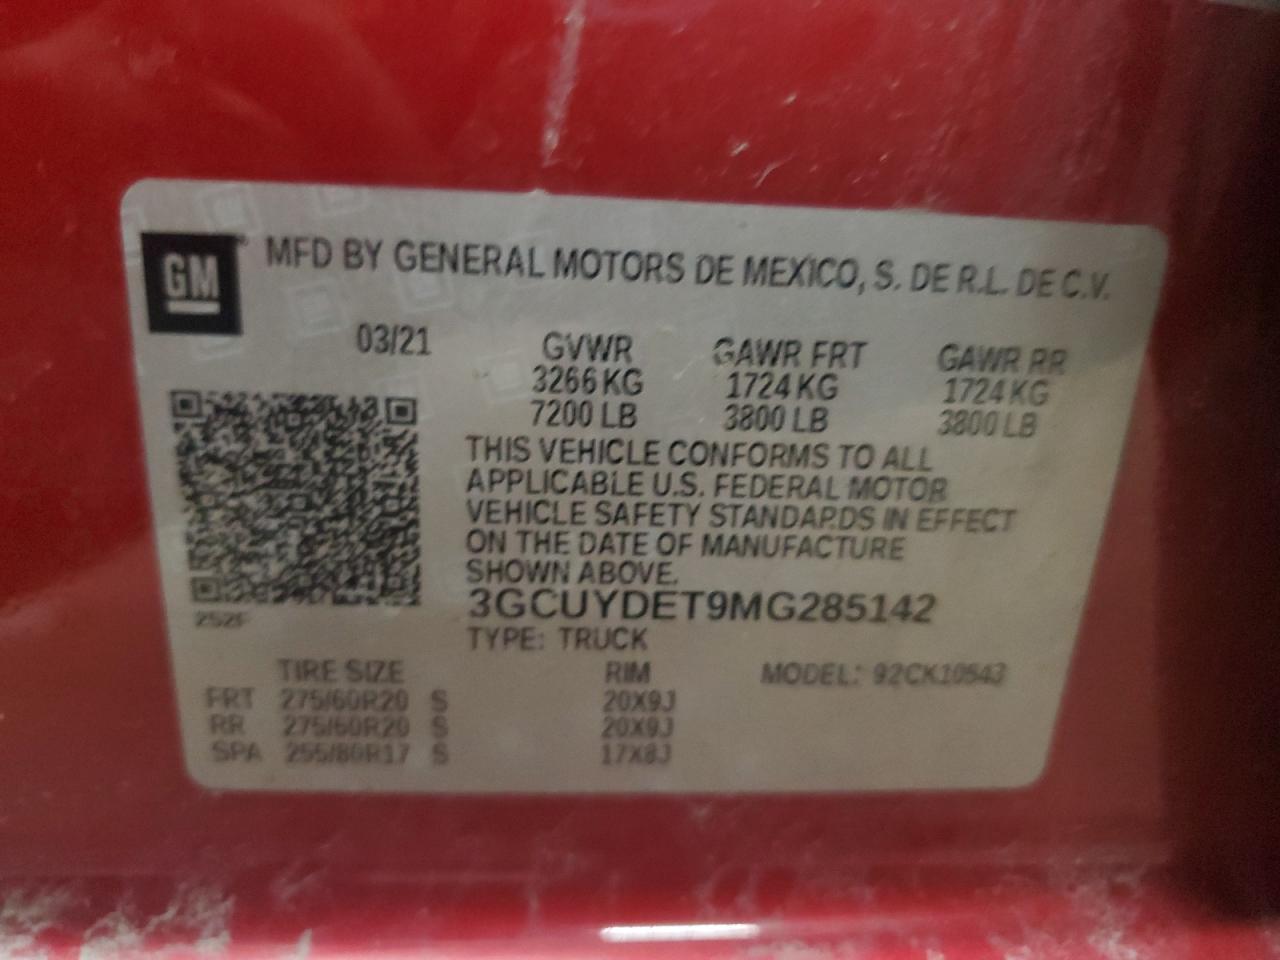 GM
MFD BY GENERAL MOTORS DE MEXICO, S. DE R.L. DE C.V.
03/21 GVWR GAWR FRT GAWR RR
3266 KG 1724 KG 1724 KG
7200 LB 3800 LB 3800 LB
THIS VEHICLE CONFORMS TO ALL
APPLICABLE U.S. FEDERAL MOTOR
VEHICLE SAFETY STANDARDS IN EFFECT
ON THE DATE OF MANUFACTURE
SHOWN ABOVE.
3GCUYDET9MG285142
252F
TYPE: TRUCK
TIRE SIZE RIM MODEL: 92CK10543
FRT 275/60R20 S 20X9J
RR 275/60R20 S 20X9J
SPA 255/80R17 S 17X8J